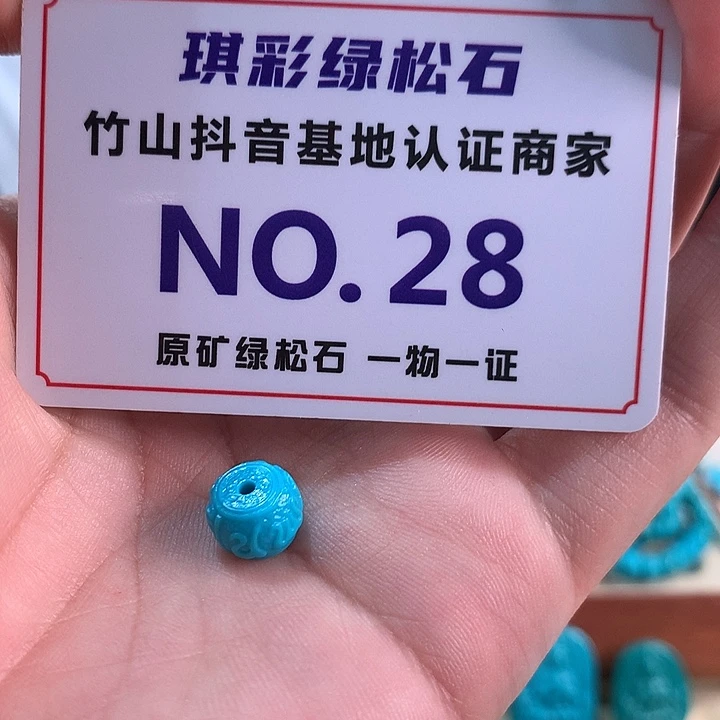 琪彩绿松石
竹山抖音基地认证商家
NO.28
原矿绿松石 一物一证